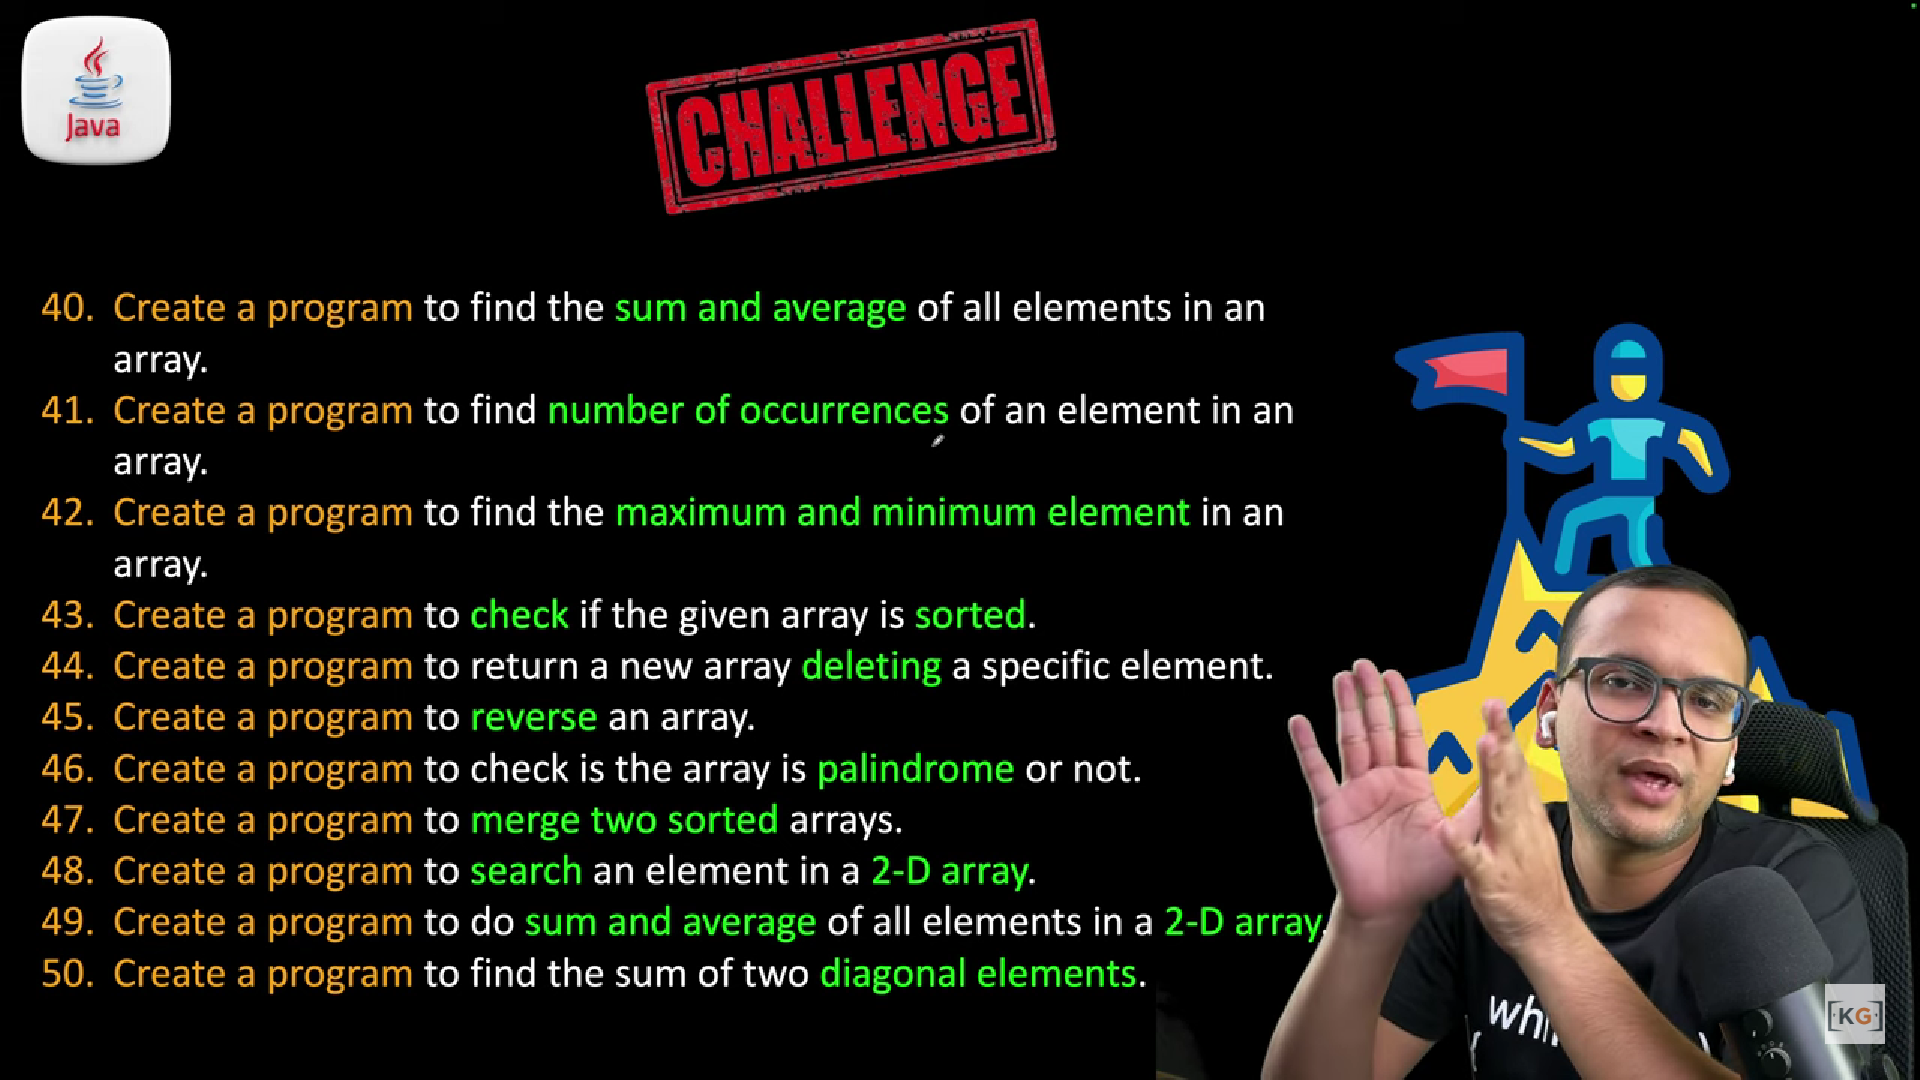 Java
CHALLENGE
40. Create a program to find the sum and average of all elements in an
array.
41. Create a program to find number of occurrences of an element in an
array.
42. Create a program to find the maximum and minimum element in an
array.
43. Create a program to check if the given array is sorted.
44. Create a program to return a new array deleting a specific element.
45. Create a program to reverse an array.
46. Create a program to check is the array is palindrome or not.
47. Create a program to merge two sorted arrays.
48. Create a program to search an element in a 2-D array.
49. Create a program to do sum and average of all elements in a 2-D array.
50. Create a program to find the sum of two diagonal elements.
[KG]